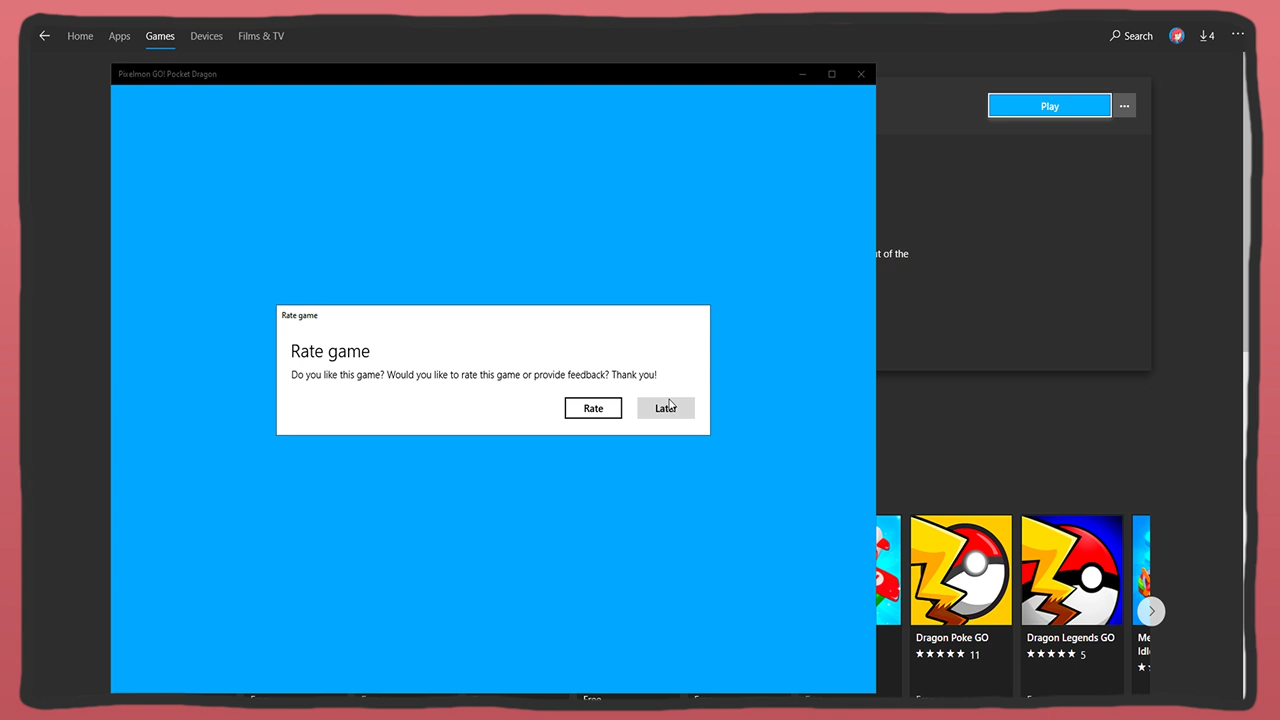 Home Apps Games Devices Films & TV Search 4
Pixelmon GO! Pocket Dragon
Play
t of the
Rate game
Rate game
Do you like this game? Would you like to rate this game or provide feedback? Thank you!
Rate Later
Dragon Poke GO
11
Dragon Legends GO
5
Me
Idl
Free